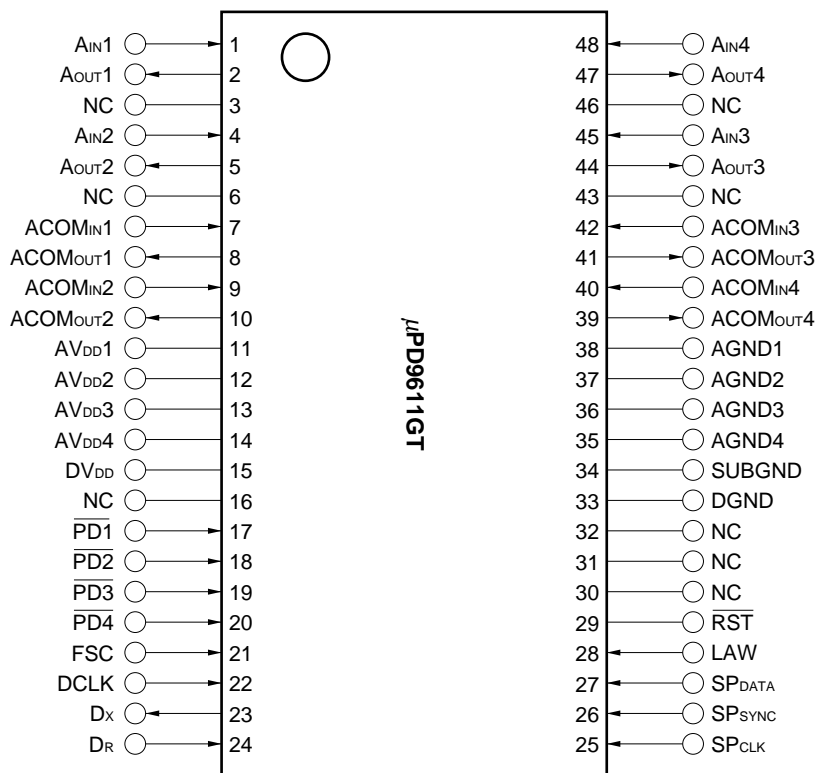 AIN1 1 48 AIN4
AOUT1 2 47 AOUT4
NC 3 46 NC
AIN2 4 45 AIN3
AOUT2 5 44 AOUT3
NC 6 43 NC
ACOMIN1 7 42 ACOMIN3
ACOMOUT1 8 41 ACOMOUT3
ACOMIN2 9 40 ACOMIN4
ACOMOUT2 10 39 ACOMOUT4
AVDD1 11 38 AGND1
AVDD2 12 37 AGND2
AVDD3 13 36 AGND3
AVDD4 14 35 AGND4
DVDD 15 34 SUBGND
NC 16 33 DGND
PD1 17 32 NC
PD2 18 31 NC
PD3 19 30 NC
PD4 20 29 RST
FSC 21 28 LAW
DCLK 22 27 SPDATA
DX 23 26 SPSYNC
DR 24 25 SPCLK
µPD9611GT